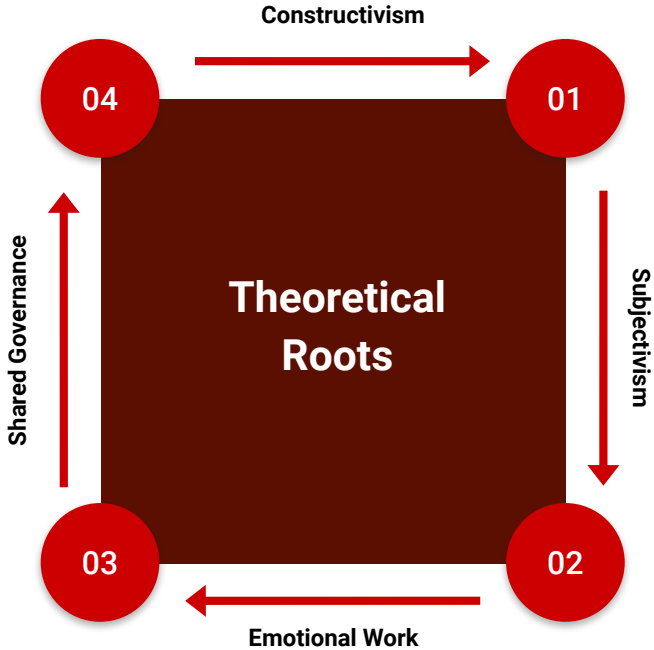 Constructivism
04
01
Theoretical
Roots
Shared Governance
Subjectivism
03
02
Emotional Work